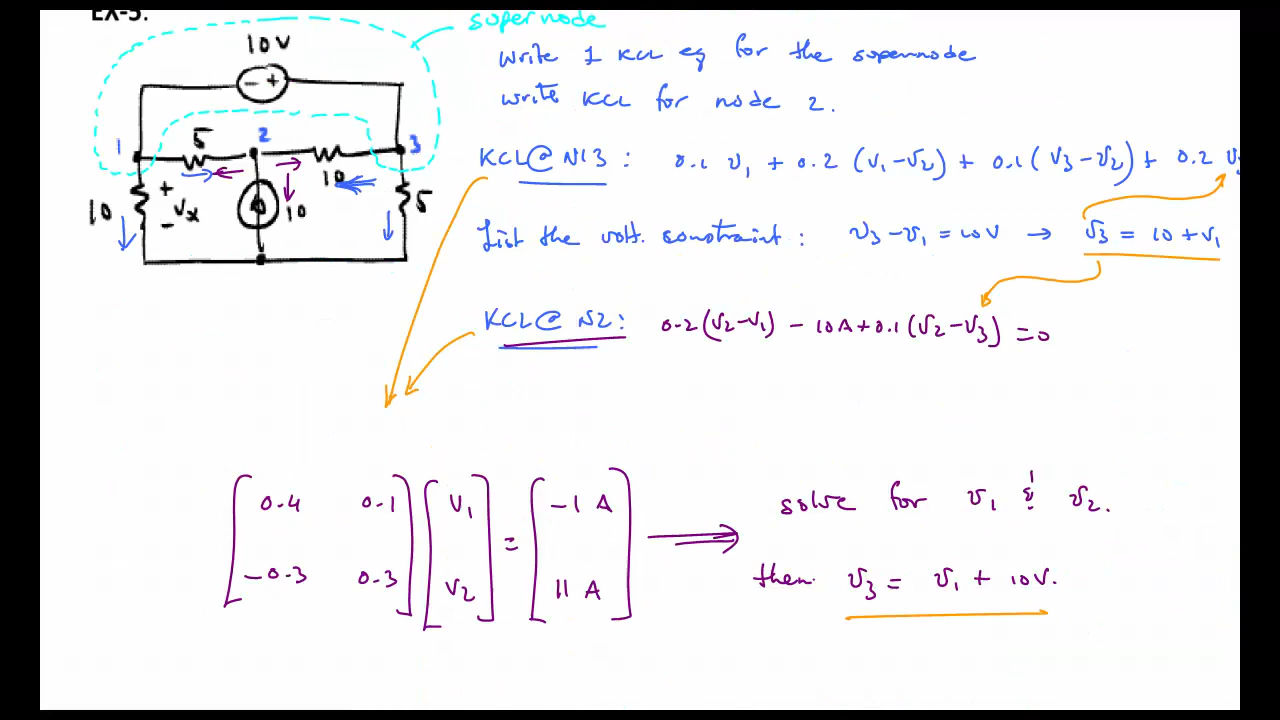 EX-5.
supernode
10V
- +
1
5
2
3
10
+
Vx
-
10
10
5
write 1 KCL eq for the supernode
write KCL for node 2.
KCL@ N13 : 0.1 v1 + 0.2 (v1-v2) + 0.1 (v3-v2) + 0.2 v3
List the volt. constraint : v3-v1 = 10V → v3 = 10 + v1
KCL@ N2: 0.2(v2-v1) - 10A + 0.1(v2-v3) = 0
0.4 0.1 V1 = -1 A
-0.3 0.3 V2 11 A
solve for v1 & v2.
then v3 = v1 + 10V.